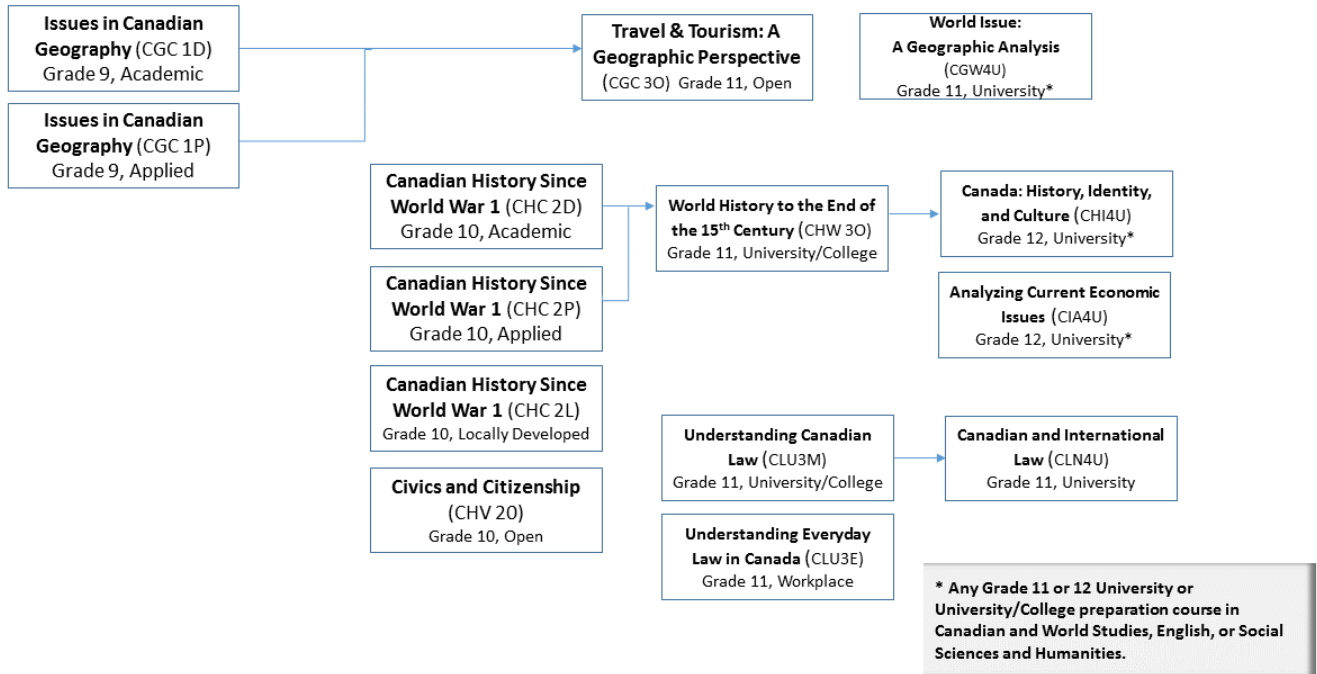 Issues in Canadian
Geography (CGC 1D)
Grade 9, Academic
Travel & Tourism: A
Geographic Perspective
(CGC 3O) Grade 11, Open
World Issue:
A Geographic Analysis
(CGW4U)
Grade 11, University*
Issues in Canadian
Geography (CGC 1P)
Grade 9, Applied
Canadian History Since
World War 1 (CHC 2D)
Grade 10, Academic
World History to the End of
the 15th Century (CHW 3O)
Grade 11, University/College
Canada: History, Identity,
and Culture (CHI4U)
Grade 12, University*
Canadian History Since
World War 1 (CHC 2P)
Grade 10, Applied
Analyzing Current Economic
Issues (CIA4U)
Grade 12, University*
Canadian History Since
World War 1 (CHC 2L)
Grade 10, Locally Developed
Understanding Canadian
Law (CLU3M)
Grade 11, University/College
Canadian and International
Law (CLN4U)
Grade 11, University
Civics and Citizenship
(CHV 2O)
Grade 10, Open
Understanding Everyday
Law in Canada (CLU3E)
Grade 11, Workplace
* Any Grade 11 or 12 University or
University/College preparation course in
Canadian and World Studies, English, or Social
Sciences and Humanities.